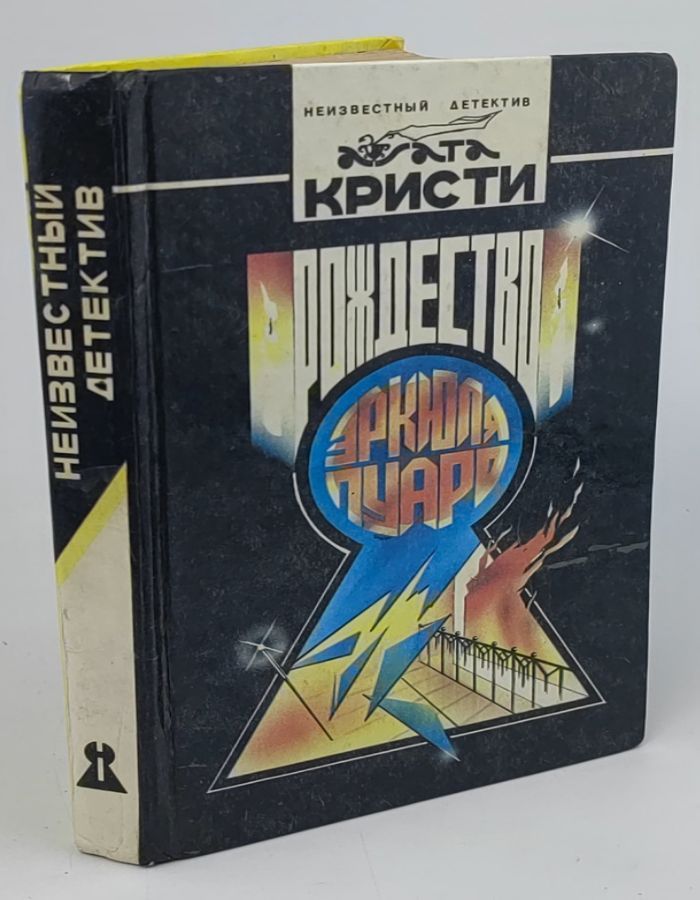 НЕИЗВЕСТНЫЙ ДЕТЕКТИВ
агата
КРИСТИ
РОЖДЕСТВО
ЭРКЮЛЯ
ПУАРО
НЕИЗВЕСТНЫЙ
ДЕТЕКТИВ